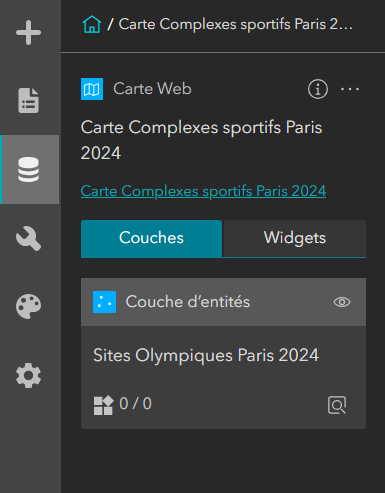 / Carte Complexes sportifs Paris 2...
Carte Web
Carte Complexes sportifs Paris
2024
Carte Complexes sportifs Paris 2024
Couches
Widgets
Couche d’entités
Sites Olympiques Paris 2024
0 / 0